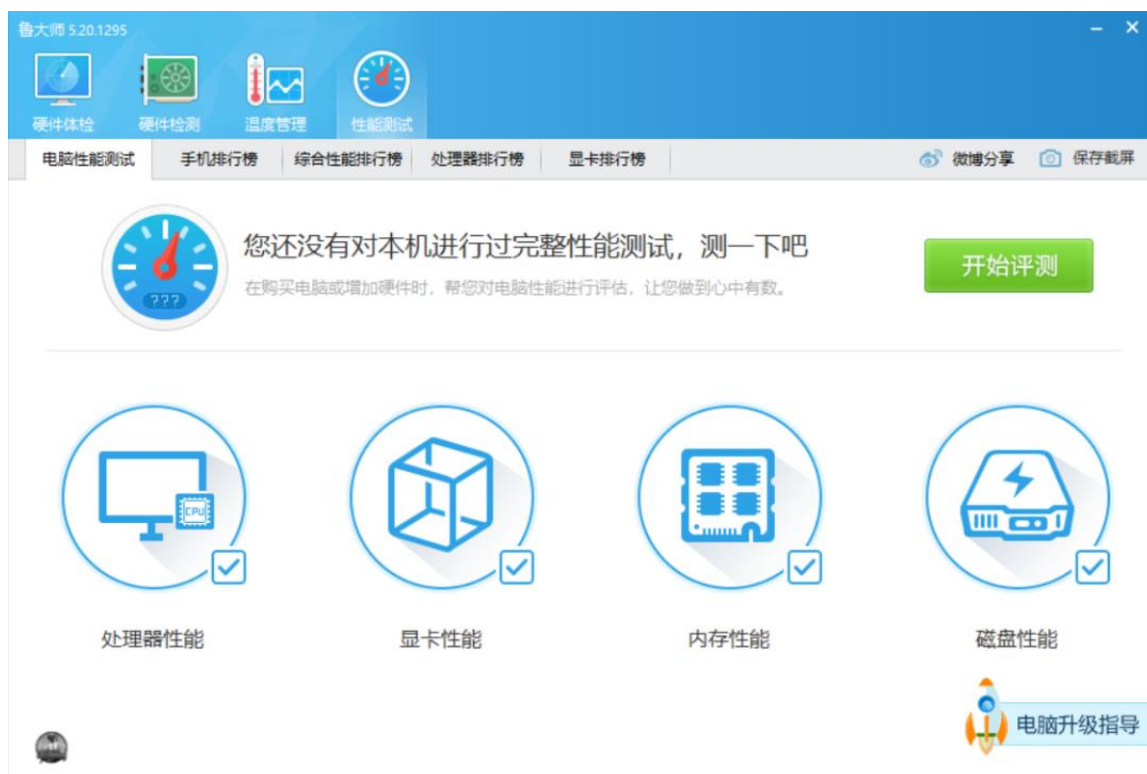 鲁大师 5.20.1295
硬件体检 硬件检测 温度管理 性能测试
电脑性能测试 手机排行榜 综合性能排行榜 处理器排行榜 显卡排行榜 微博分享 保存截屏
您还没有对本机进行过完整性能测试，测一下吧
在购买电脑或增加硬件时，帮您对电脑性能进行评估，让您做到心中有数。
开始评测
???
CPU
处理器性能 显卡性能 内存性能 磁盘性能
电脑升级指导